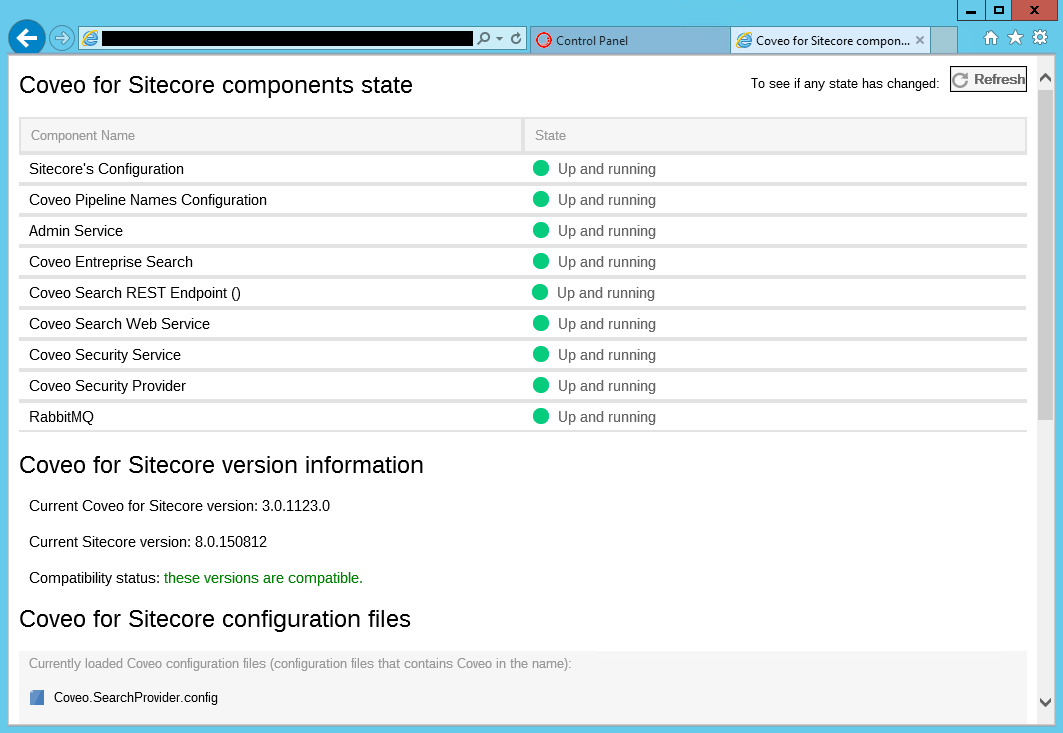 Control Panel
Coveo for Sitecore compon...
Coveo for Sitecore components state
To see if any state has changed:
Refresh
Component Name State
Sitecore's Configuration Up and running
Coveo Pipeline Names Configuration Up and running
Admin Service Up and running
Coveo Entreprise Search Up and running
Coveo Search REST Endpoint () Up and running
Coveo Search Web Service Up and running
Coveo Security Service Up and running
Coveo Security Provider Up and running
RabbitMQ Up and running
Coveo for Sitecore version information
Current Coveo for Sitecore version: 3.0.1123.0
Current Sitecore version: 8.0.150812
Compatibility status: these versions are compatible.
Coveo for Sitecore configuration files
Currently loaded Coveo configuration files (configuration files that contains Coveo in the name):
Coveo.SearchProvider.config